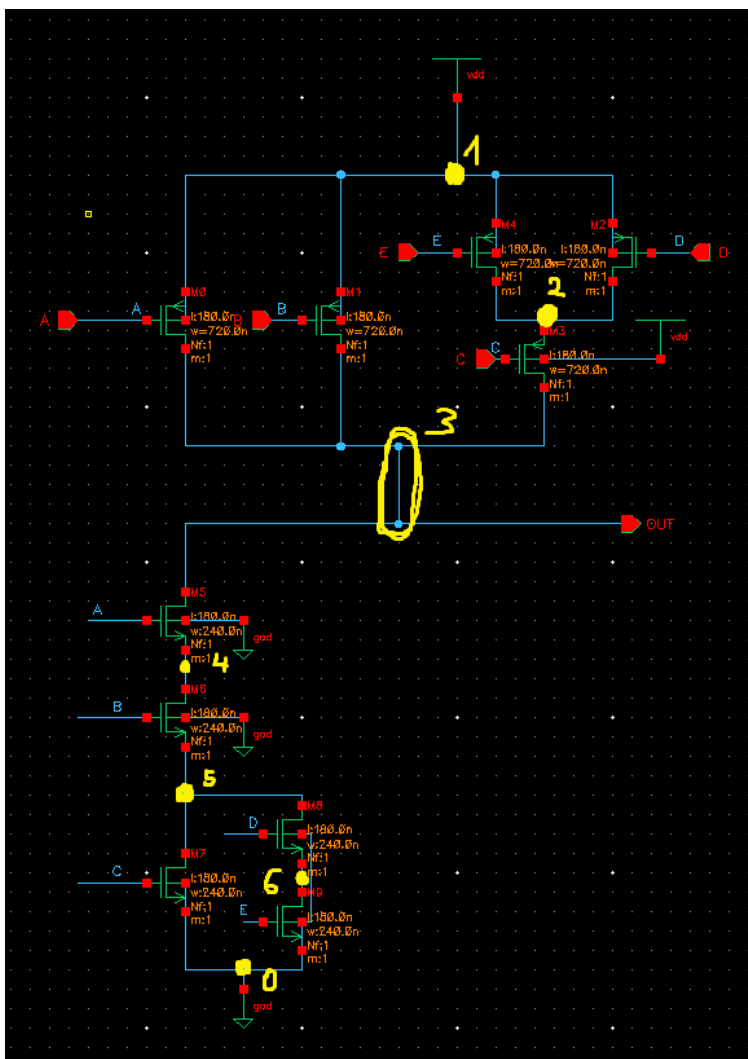 vdd
1
M4
M2
E
E
l:180.0n
l:180.0n
D
D
w=720.0n
w=720.0n
Nf:1
Nf:1
m:1
m:1
2
M0
M1
A
A
l:180.0n
B
B
l:180.0n
w=720.0n
w=720.0n
Nf:1
Nf:1
m:1
m:1
M3
vdd
C
C
l:180.0n
w=720.0n
Nf:1
m:1
3
OUT
M5
A
l:180.0n
w:240.0n
Nf:1
m:1
gnd
4
M6
B
l:180.0n
w:240.0n
Nf:1
m:1
gnd
5
M8
D
l:180.0n
w:240.0n
Nf:1
m:1
M7
C
l:180.0n
w:240.0n
Nf:1
m:1
6
M9
E
l:180.0n
w:240.0n
Nf:1
m:1
0
gnd